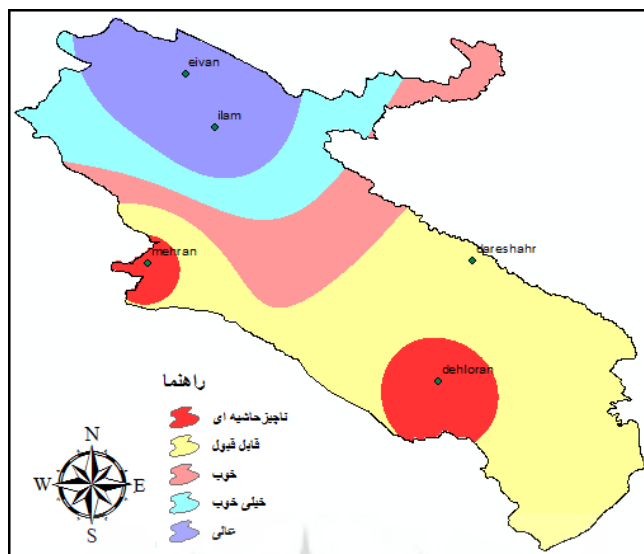 eivan
ilam
mehran
dareshahr
dehloran
راهنما
ناچیزحاشیه ای
قابل قبول
خوب
خیلی خوب
عالی
N
W
E
S